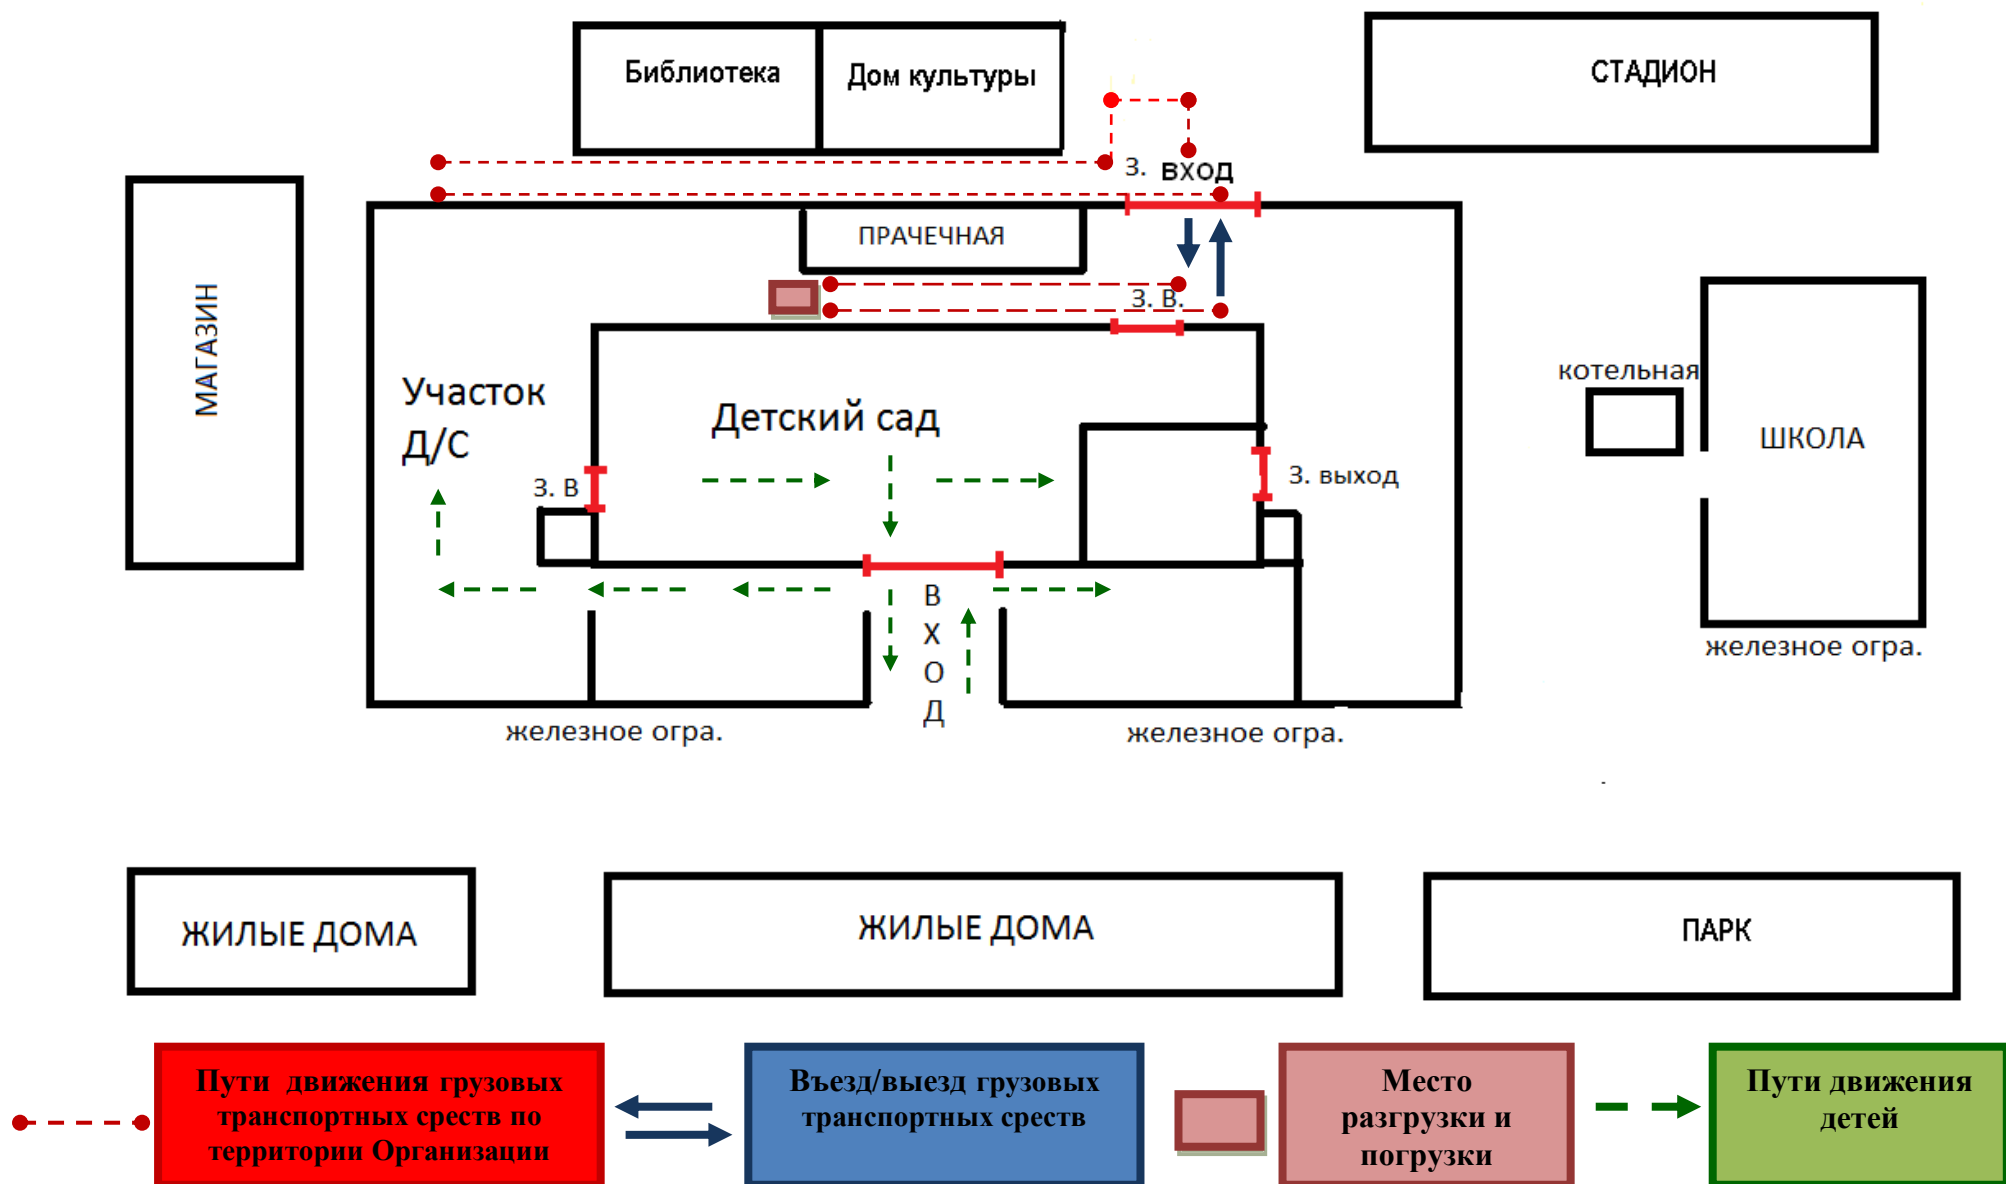 Библиотека
Дом культуры
СТАДИОН
З. вход
ПРАЧЕЧНАЯ
МАГАЗИН
З. В.
Участок
Д/С
Детский сад
З. В
З. выход
котельная
ШКОЛА
В
Х
О
Д
железное огра.
железное огра.
железное огра.
ЖИЛЫЕ ДОМА
ЖИЛЫЕ ДОМА
ПАРК
Пути движения грузовых
транспортных среств по
территории Организации
Въезд/выезд грузовых
транспортных среств
Место
разгрузки и
погрузки
Пути движения
детей